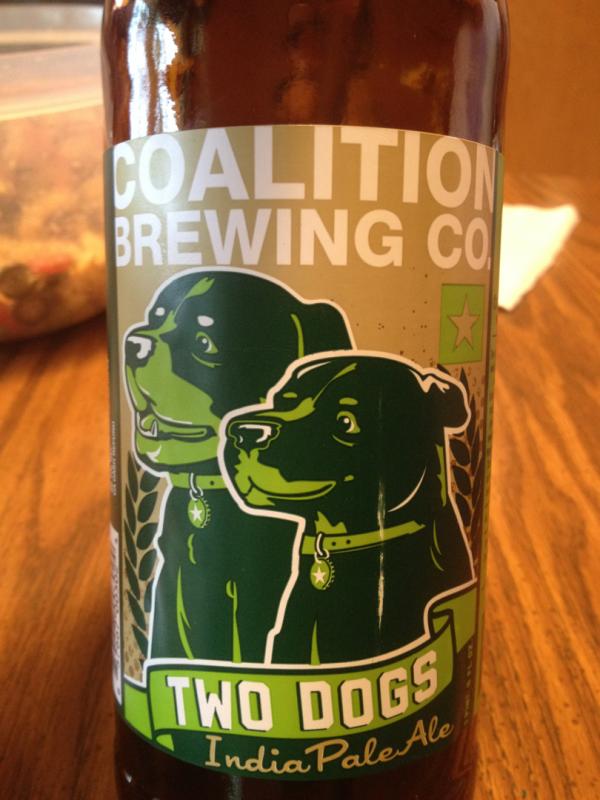 COALITION
BREWING CO.
TWO DOGS
India Pale Ale